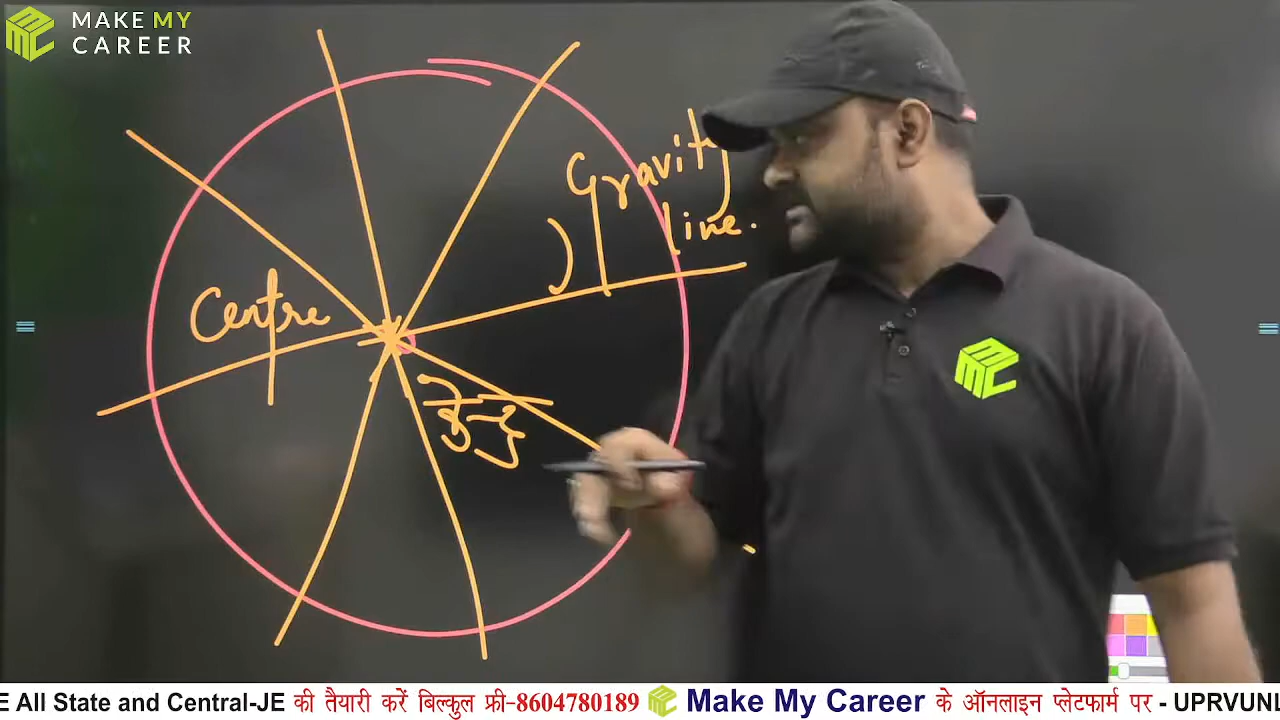 MAKE MY
CAREER
Gravity
line.
Centre
केन्द्र
E All State and Central-JE की तैयारी करें बिल्कुल फ्री-8604780189 Make My Career के ऑनलाइन प्लेटफार्म पर - UPRVUNL